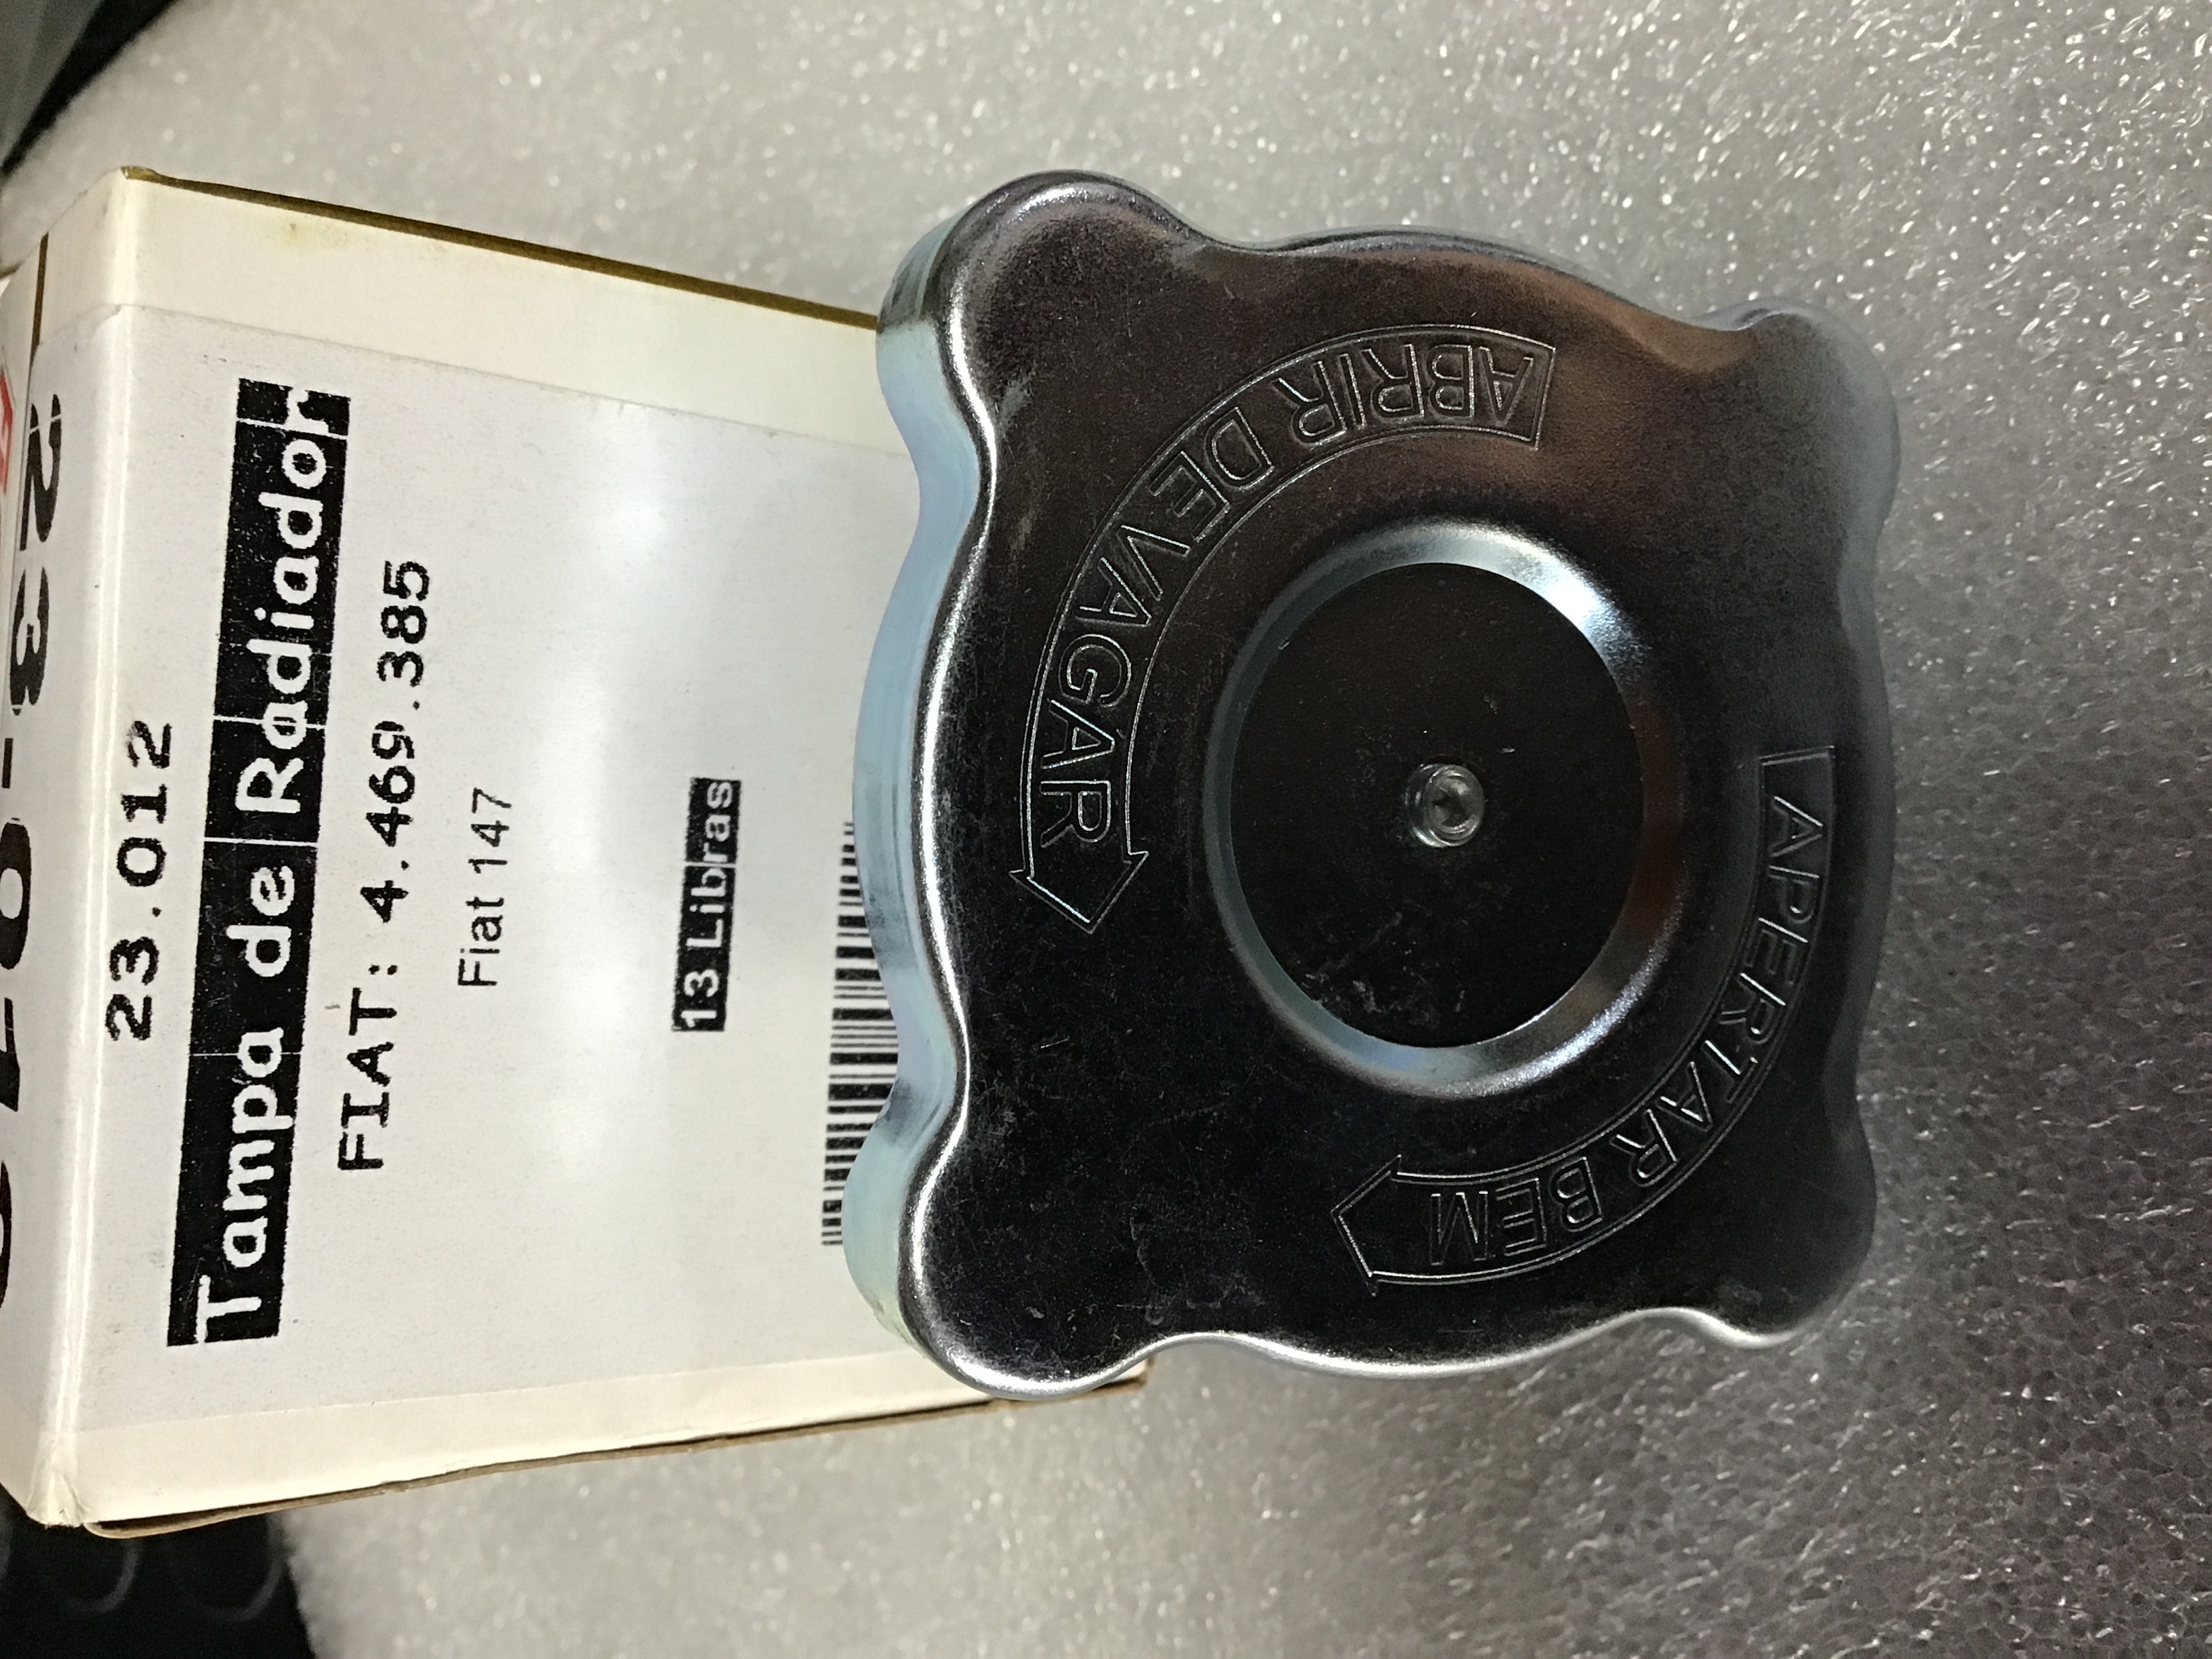 23.012
Tampa de Radiador
FIAT: 4.469.385
Fiat 147
13 Libras
ABRIR DEVAGAR
APERTAR BEM